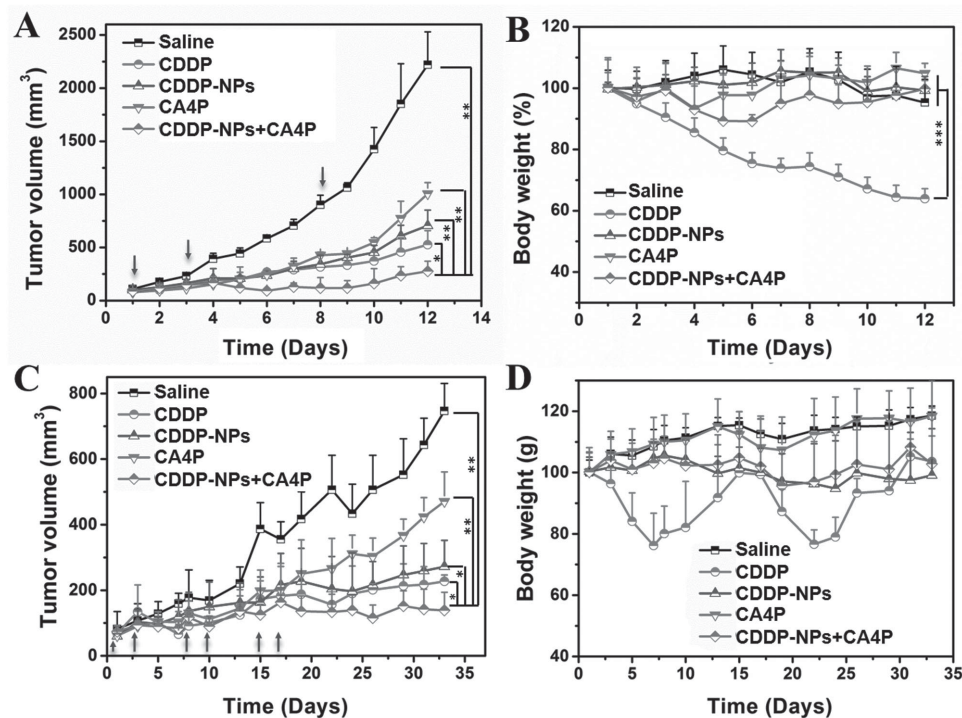 A
Tumor volume (mm³)
2500
2000
1500
1000
500
0
Saline
CDDP
CDDP-NPs
CA4P
CDDP-NPs+CA4P
**
**
**
*
0 2 4 6 8 10 12 14
Time (Days)
B
Body weight (%)
120
100
80
60
40
Saline
CDDP
CDDP-NPs
CA4P
CDDP-NPs+CA4P
***
0 2 4 6 8 10 12
Time (Days)
C
Tumor volume (mm³)
800
600
400
200
0
Saline
CDDP
CDDP-NPs
CA4P
CDDP-NPs+CA4P
**
**
*
*
0 5 10 15 20 25 30 35
Time (Days)
D
Body weight (g)
120
100
80
60
40
Saline
CDDP
CDDP-NPs
CA4P
CDDP-NPs+CA4P
0 5 10 15 20 25 30 35
Time (Days)